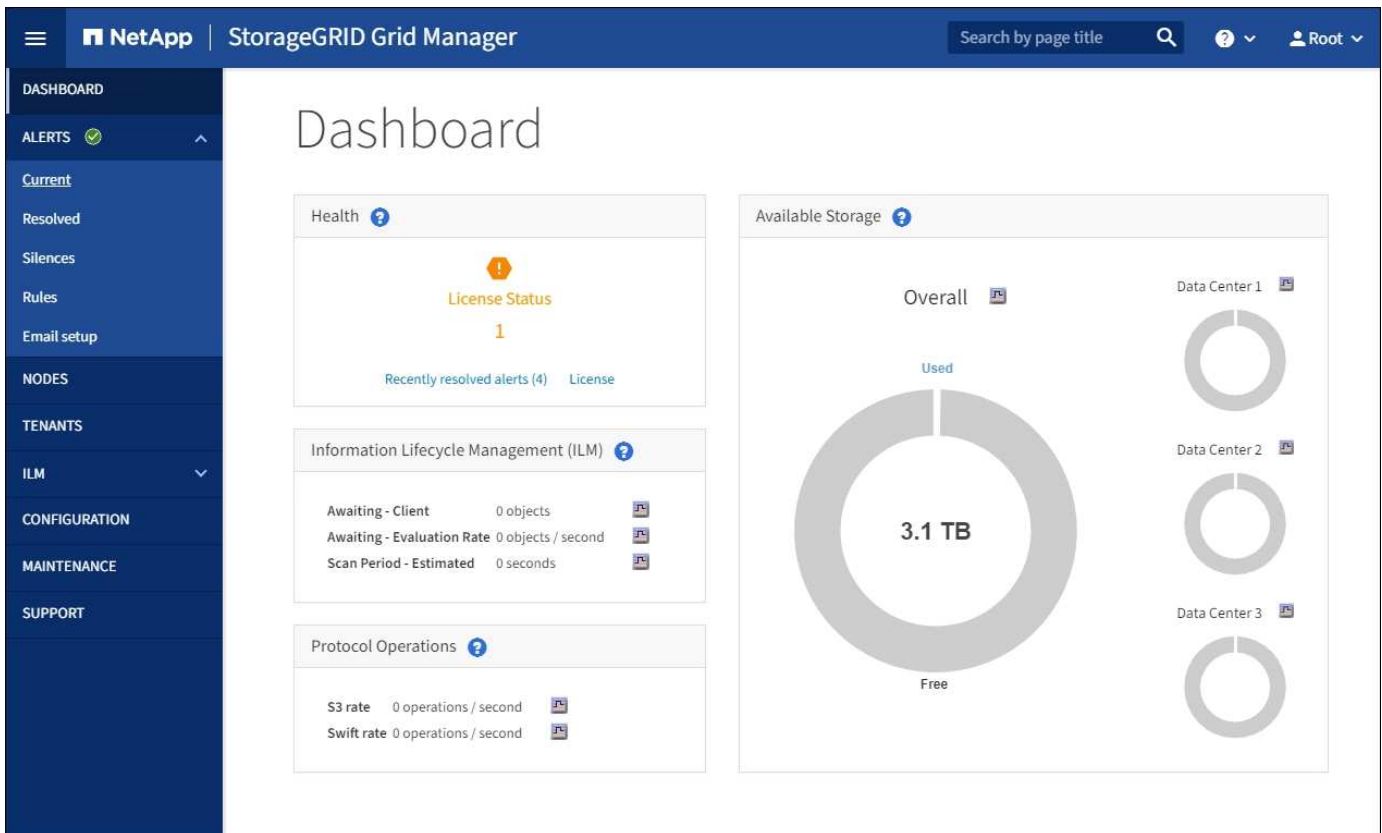 NetApp
StorageGRID Grid Manager
Search by page title
Root
DASHBOARD
ALERTS
Current
Resolved
Silences
Rules
Email setup
NODES
TENANTS
ILM
CONFIGURATION
MAINTENANCE
SUPPORT
Dashboard
Health
License Status
1
Recently resolved alerts (4) License
Information Lifecycle Management (ILM)
Awaiting - Client 0 objects
Awaiting - Evaluation Rate 0 objects / second
Scan Period - Estimated 0 seconds
Protocol Operations
S3 rate 0 operations / second
Swift rate 0 operations / second
Available Storage
Overall
Used
3.1 TB
Free
Data Center 1
Data Center 2
Data Center 3